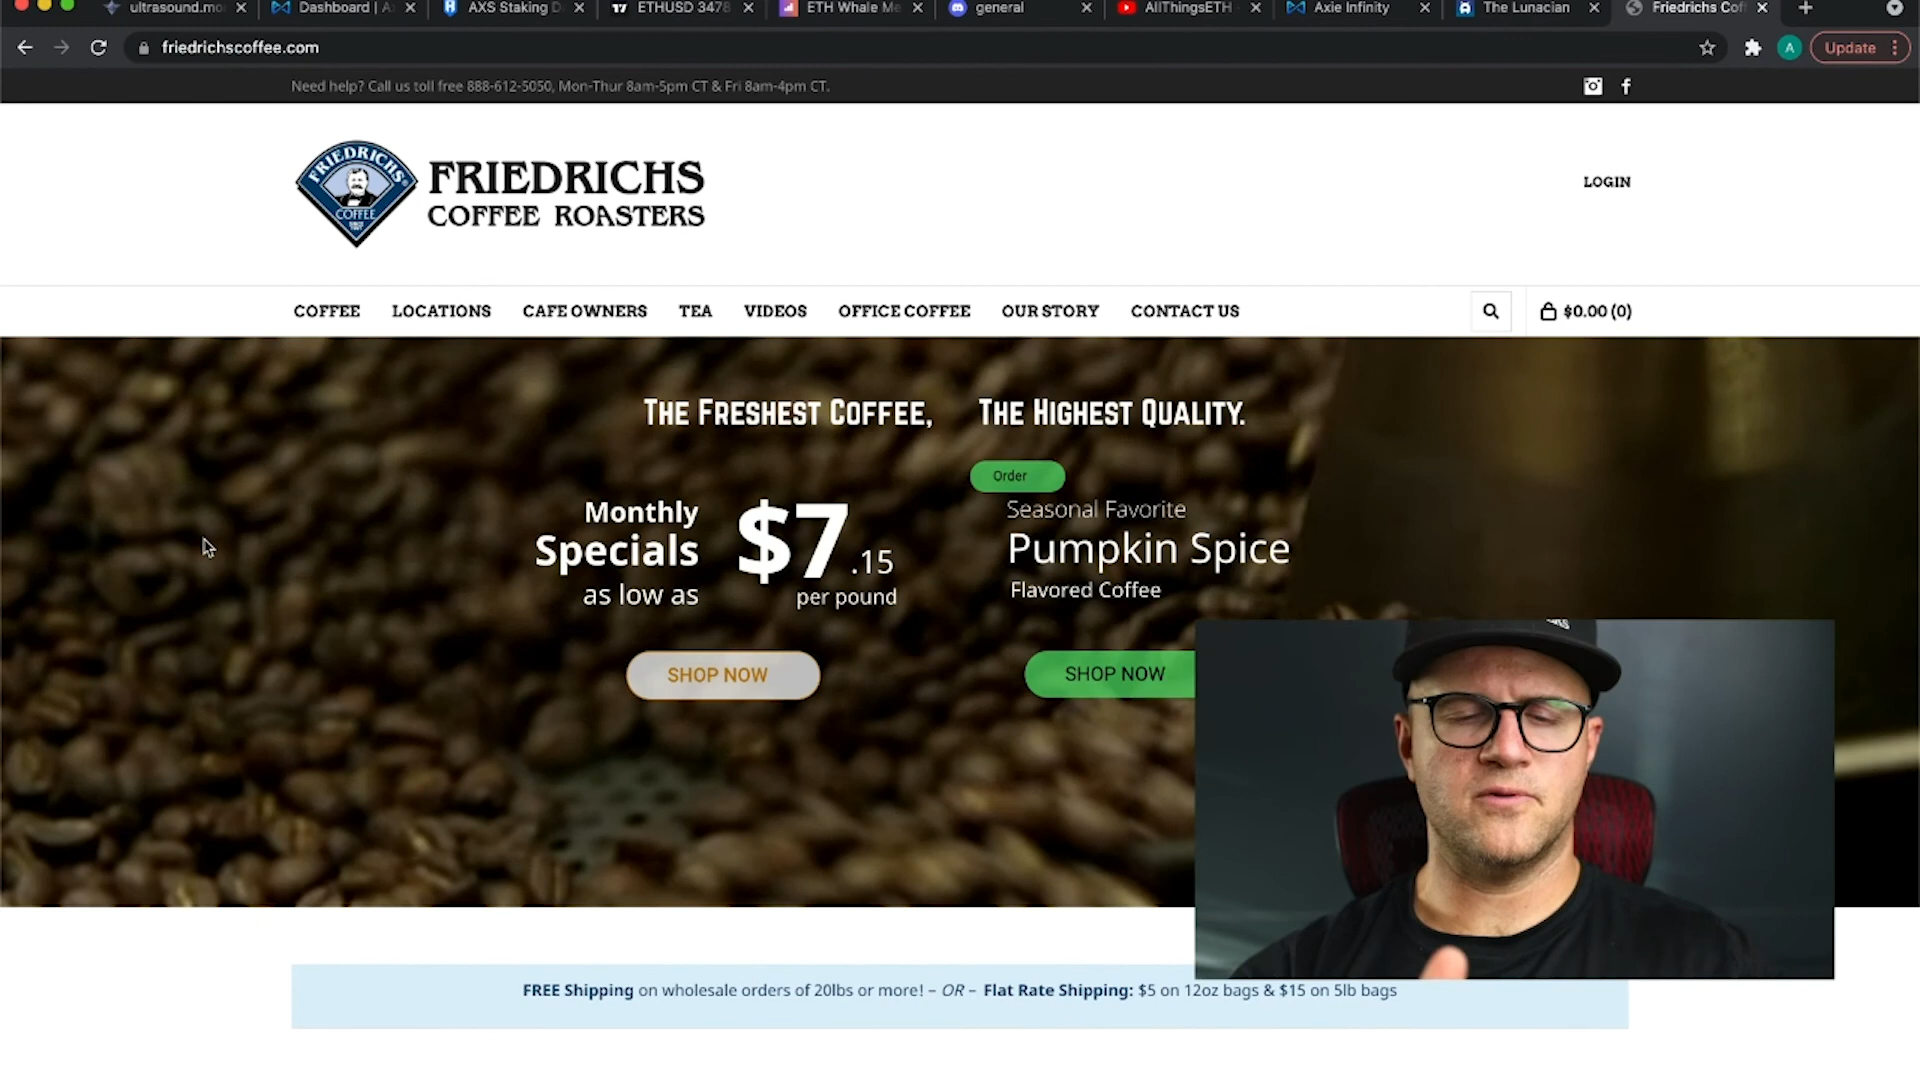 ultrasound.mo
Dashboard | A
AXS Staking D
ETHUSD 3478
ETH Whale Me
general
AllThingsETH
Axie Infinity
The Lunacian
Friedrichs Cof
friedrichscoffee.com
A
Update
Need help? Call us toll free 888-612-5050, Mon-Thur 8am-5pm CT & Fri 8am-4pm CT.
FRIEDRICHS
COFFEE
SINCE
FRIEDRICHS
COFFEE ROASTERS
LOGIN
COFFEE
LOCATIONS
CAFE OWNERS
TEA
VIDEOS
OFFICE COFFEE
OUR STORY
CONTACT US
$0.00 (0)
THE FRESHEST COFFEE, THE HIGHEST QUALITY.
Order
Monthly
Specials
as low as
$7.15
per pound
Seasonal Favorite
Pumpkin Spice
Flavored Coffee
SHOP NOW
SHOP NOW
FREE Shipping on wholesale orders of 20lbs or more! – OR – Flat Rate Shipping: $5 on 12oz bags & $15 on 5lb bags